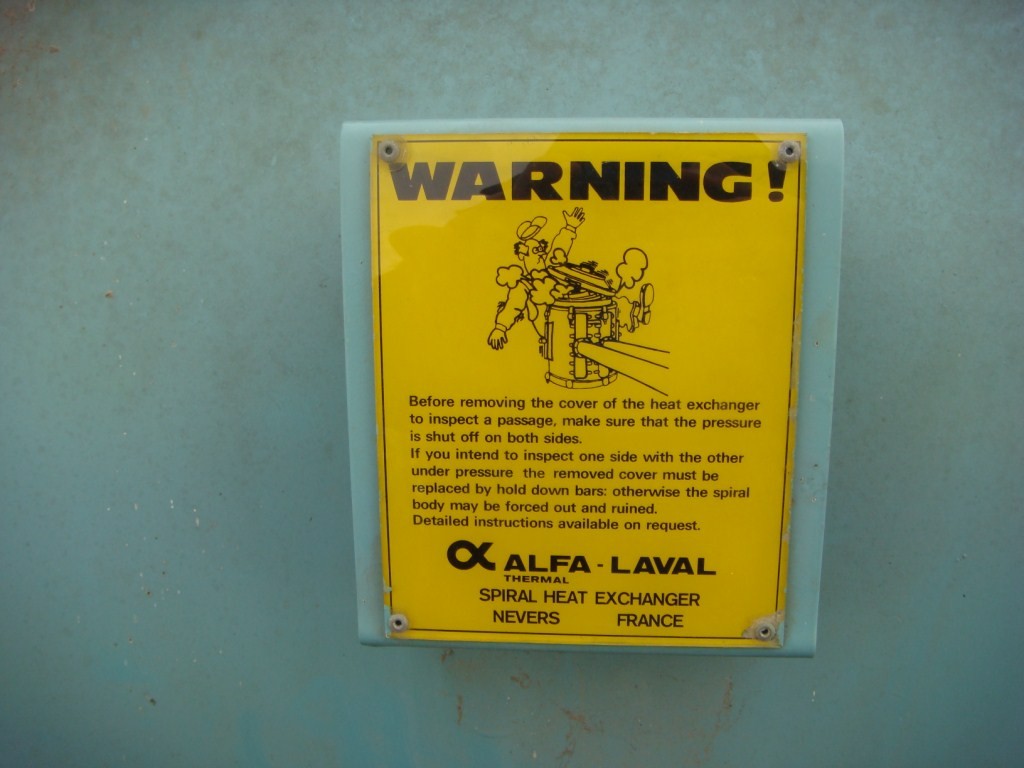 WARNING!
Before removing the cover of the heat exchanger
to inspect a passage, make sure that the pressure
is shut off on both sides.
If you intend to inspect one side with the other
under pressure the removed cover must be
replaced by hold down bars: otherwise the spiral
body may be forced out and ruined.
Detailed instructions available on request.
α ALFA-LAVAL
THERMAL
SPIRAL HEAT EXCHANGER
NEVERS FRANCE